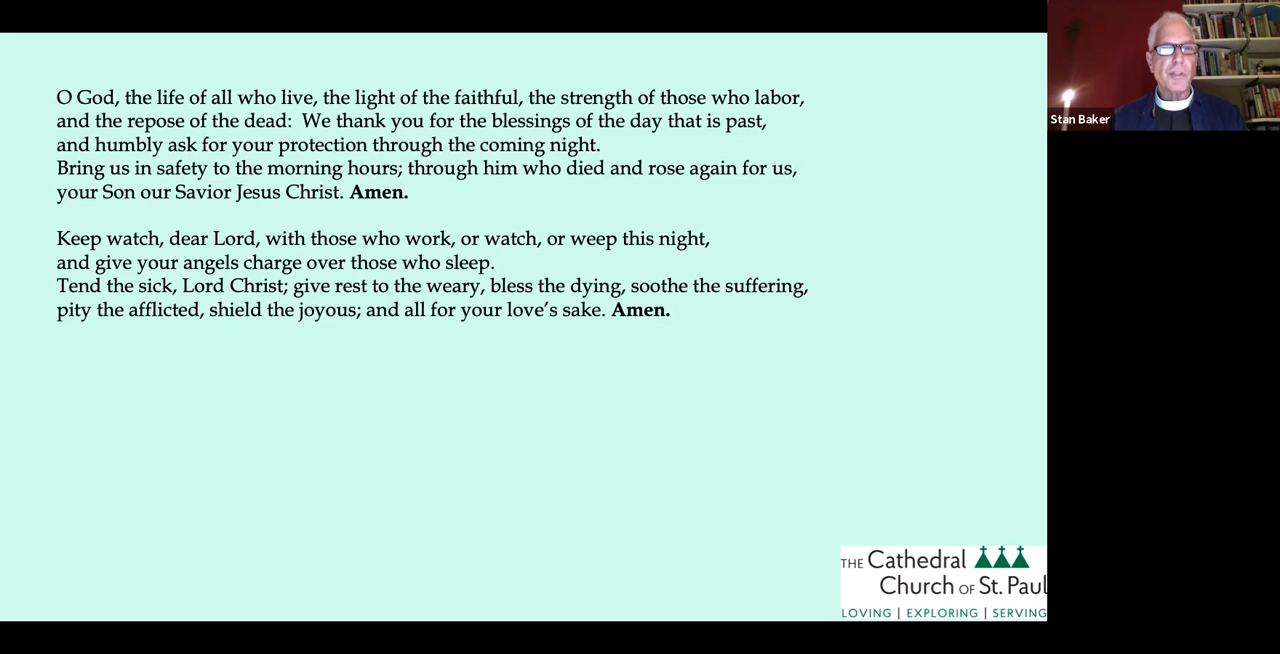 O God, the life of all who live, the light of the faithful, the strength of those who labor,
and the repose of the dead:  We thank you for the blessings of the day that is past,
and humbly ask for your protection through the coming night.
Bring us in safety to the morning hours; through him who died and rose again for us,
your Son our Savior Jesus Christ. Amen.
Keep watch, dear Lord, with those who work, or watch, or weep this night,
and give your angels charge over those who sleep.
Tend the sick, Lord Christ; give rest to the weary, bless the dying, soothe the suffering,
pity the afflicted, shield the joyous; and all for your love’s sake. Amen.
Stan Baker
THE Cathedral
Church OF St. Paul
LOVING | EXPLORING | SERVING